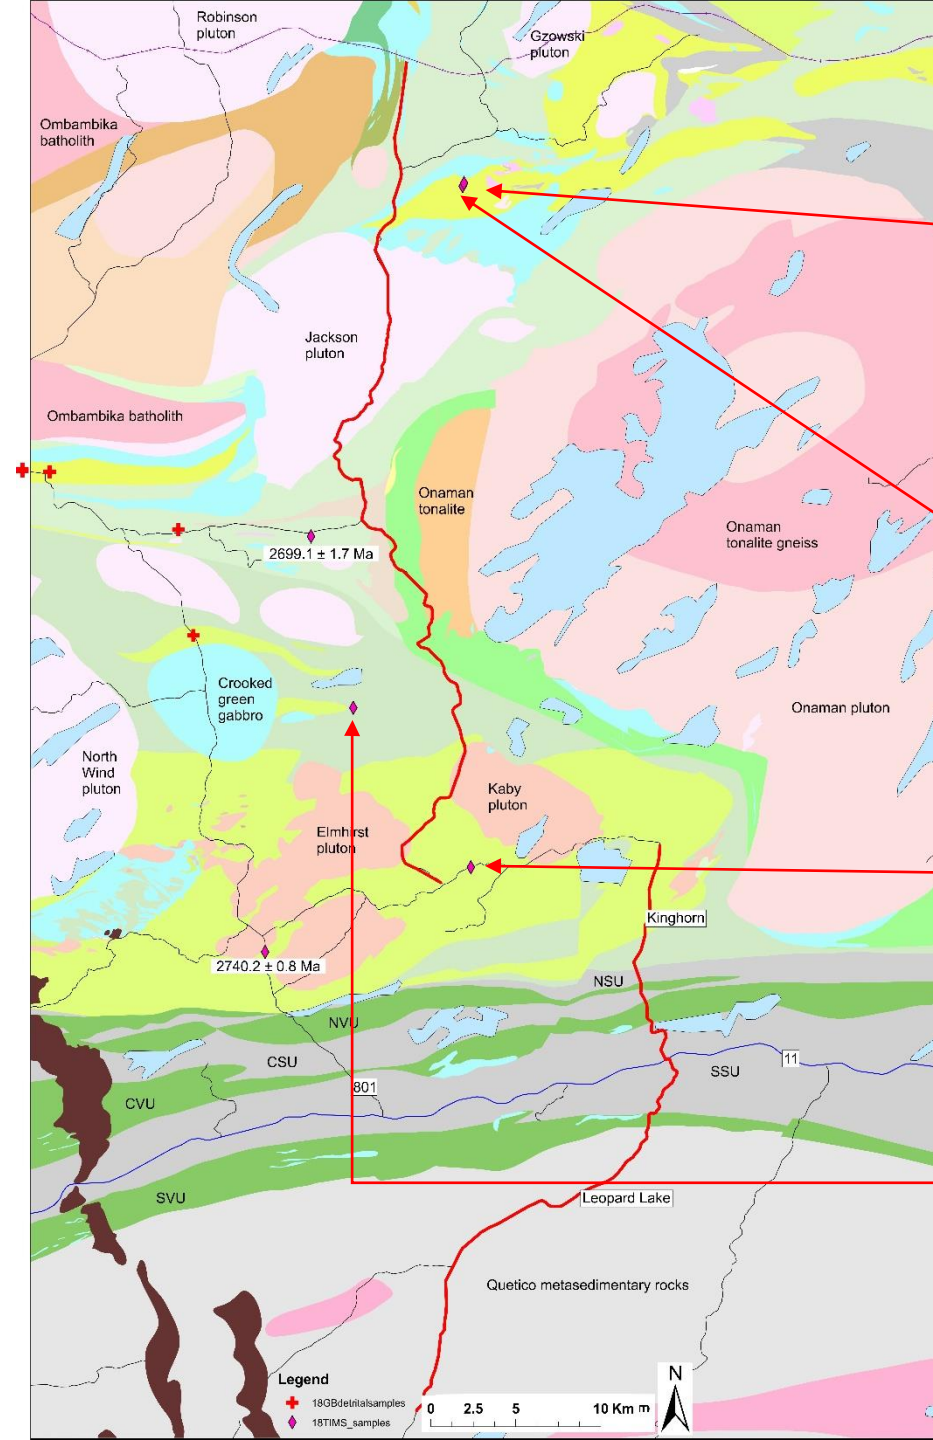 Robinson
pluton
Gzowski
pluton
Ombambika
batholith
Jackson
pluton
Ombambika batholith
Onaman
tonalite
Onaman
tonalite gneiss
2699.1 ± 1.7 Ma
Crooked
green
gabbro
Onaman pluton
North
Wind
pluton
Kaby
pluton
Elmhirst
pluton
Kinghorn
2740.2 ± 0.8 Ma
NSU
NVU
CSU
11
SSU
801
CVU
SVU
Leopard Lake
Quetico metasedimentary rocks
Legend
18GBdetritalsamples
18TIMS_samples
0 2.5 5 10 Km m
N